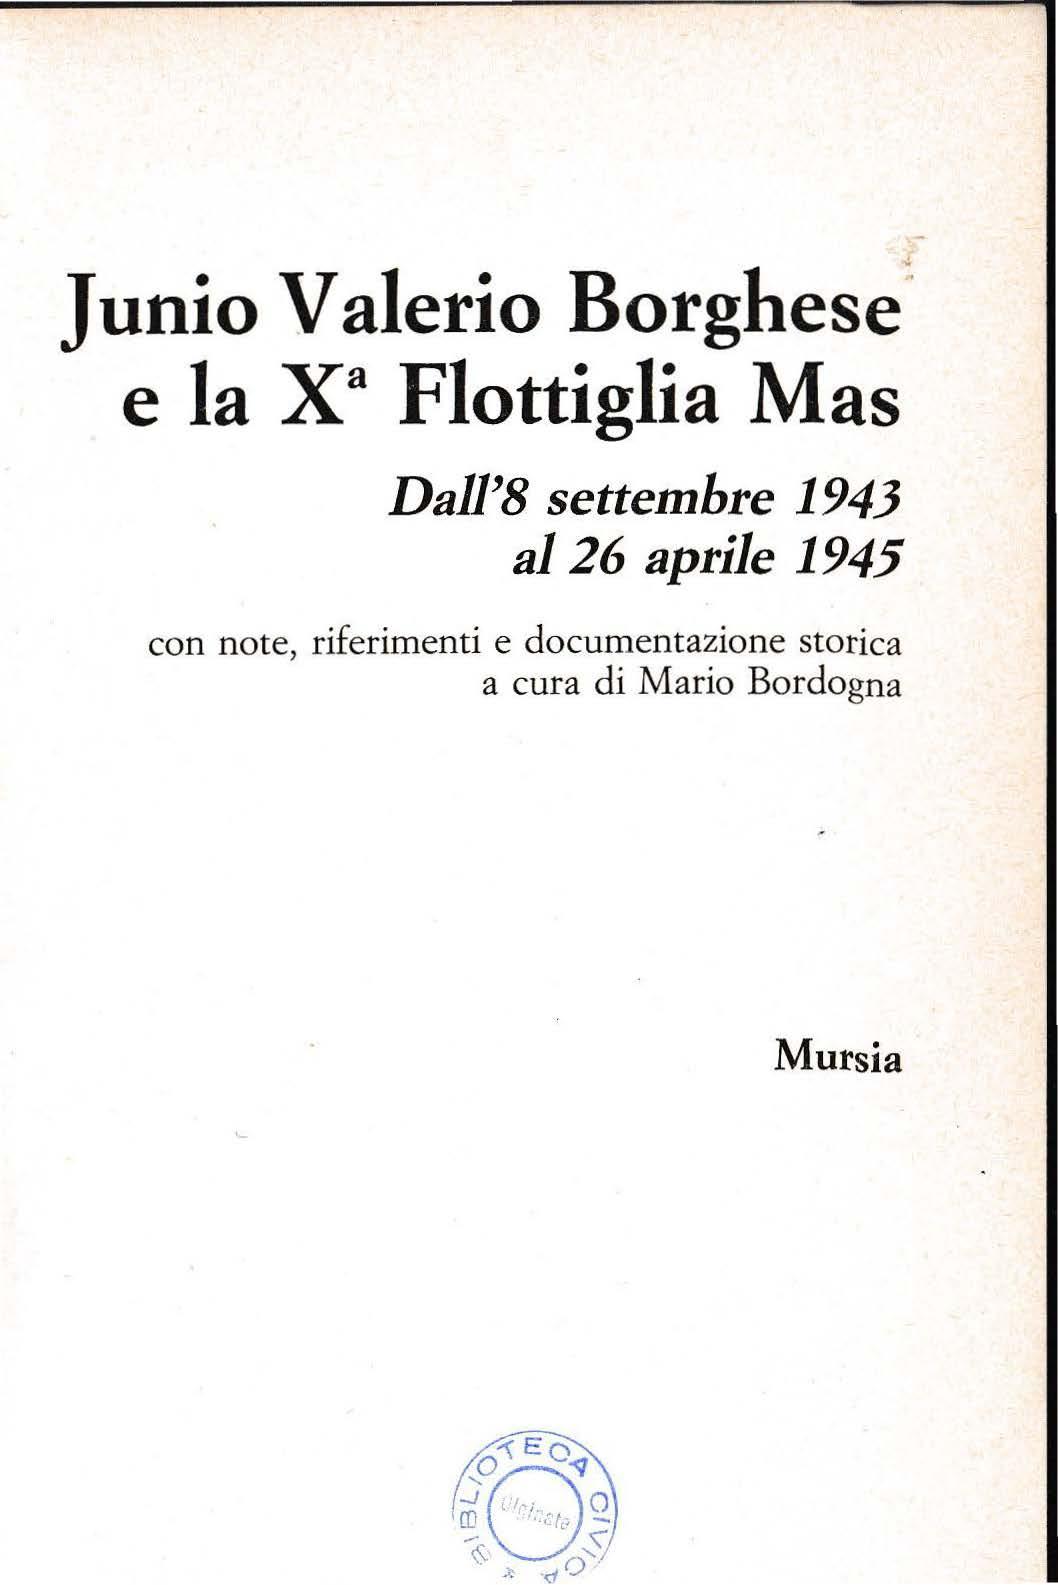 Junio Valerio Borghese
e la Xª Flottiglia Mas
Dall'8 settembre 1943
al 26 aprile 1945
con note, riferimenti e documentazione storica
a cura di Mario Bordogna
Mursia
BIBLIOTECA CIVICA
Olginate